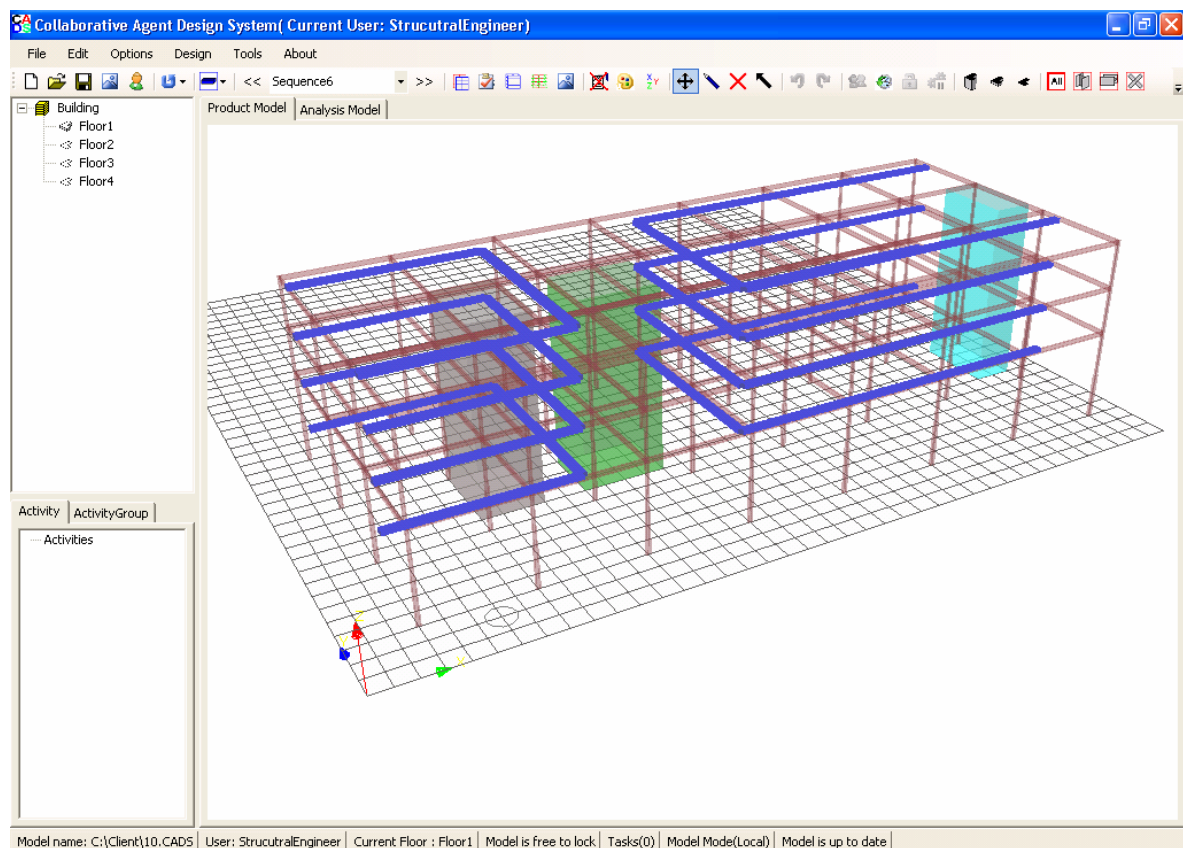 Collaborative Agent Design System( Current User: StrucutralEngineer)
File Edit Options Design Tools About
<< Sequence6 >> All
Building
Product Model Analysis Model
Floor1
Floor2
Floor3
Floor4
Activity ActivityGroup
Activities
X
Model name: C:\Client\10.CADS User: StrucutralEngineer Current Floor : Floor1 Model is free to lock Tasks(0) Model Mode(Local) Model is up to date